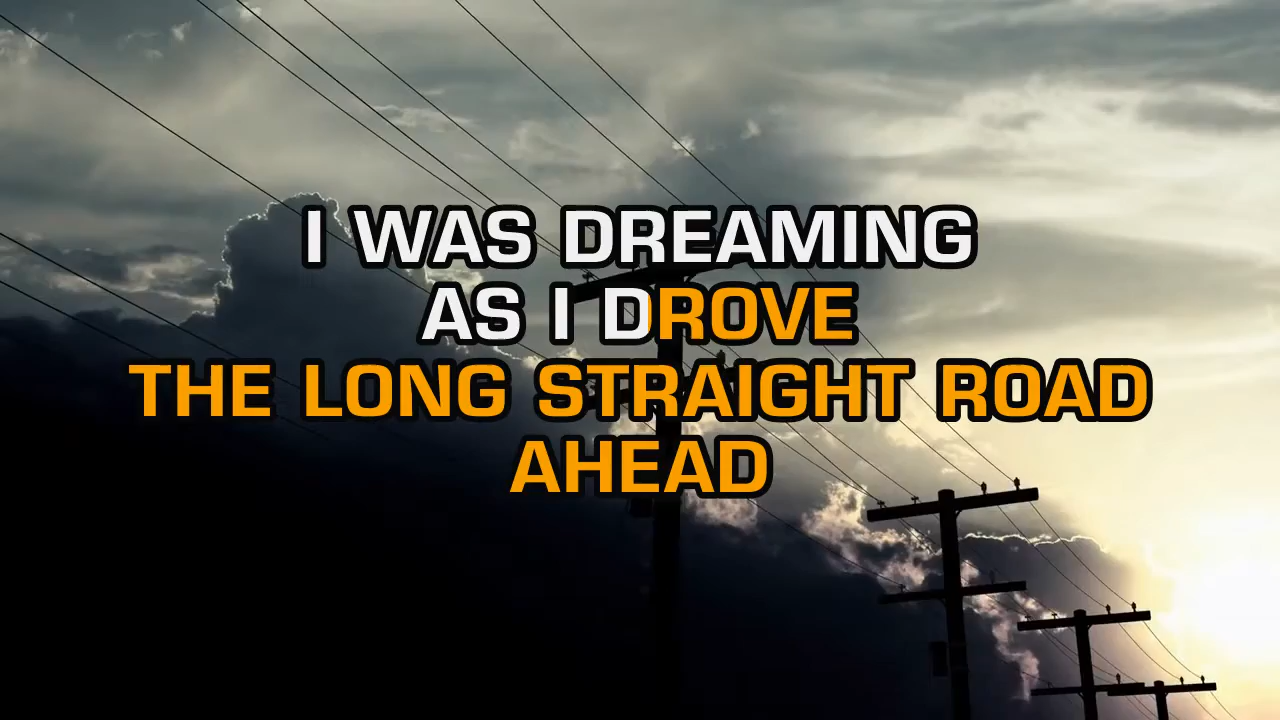 I WAS DREAMING
AS I DROVE
THE LONG STRAIGHT ROAD
AHEAD